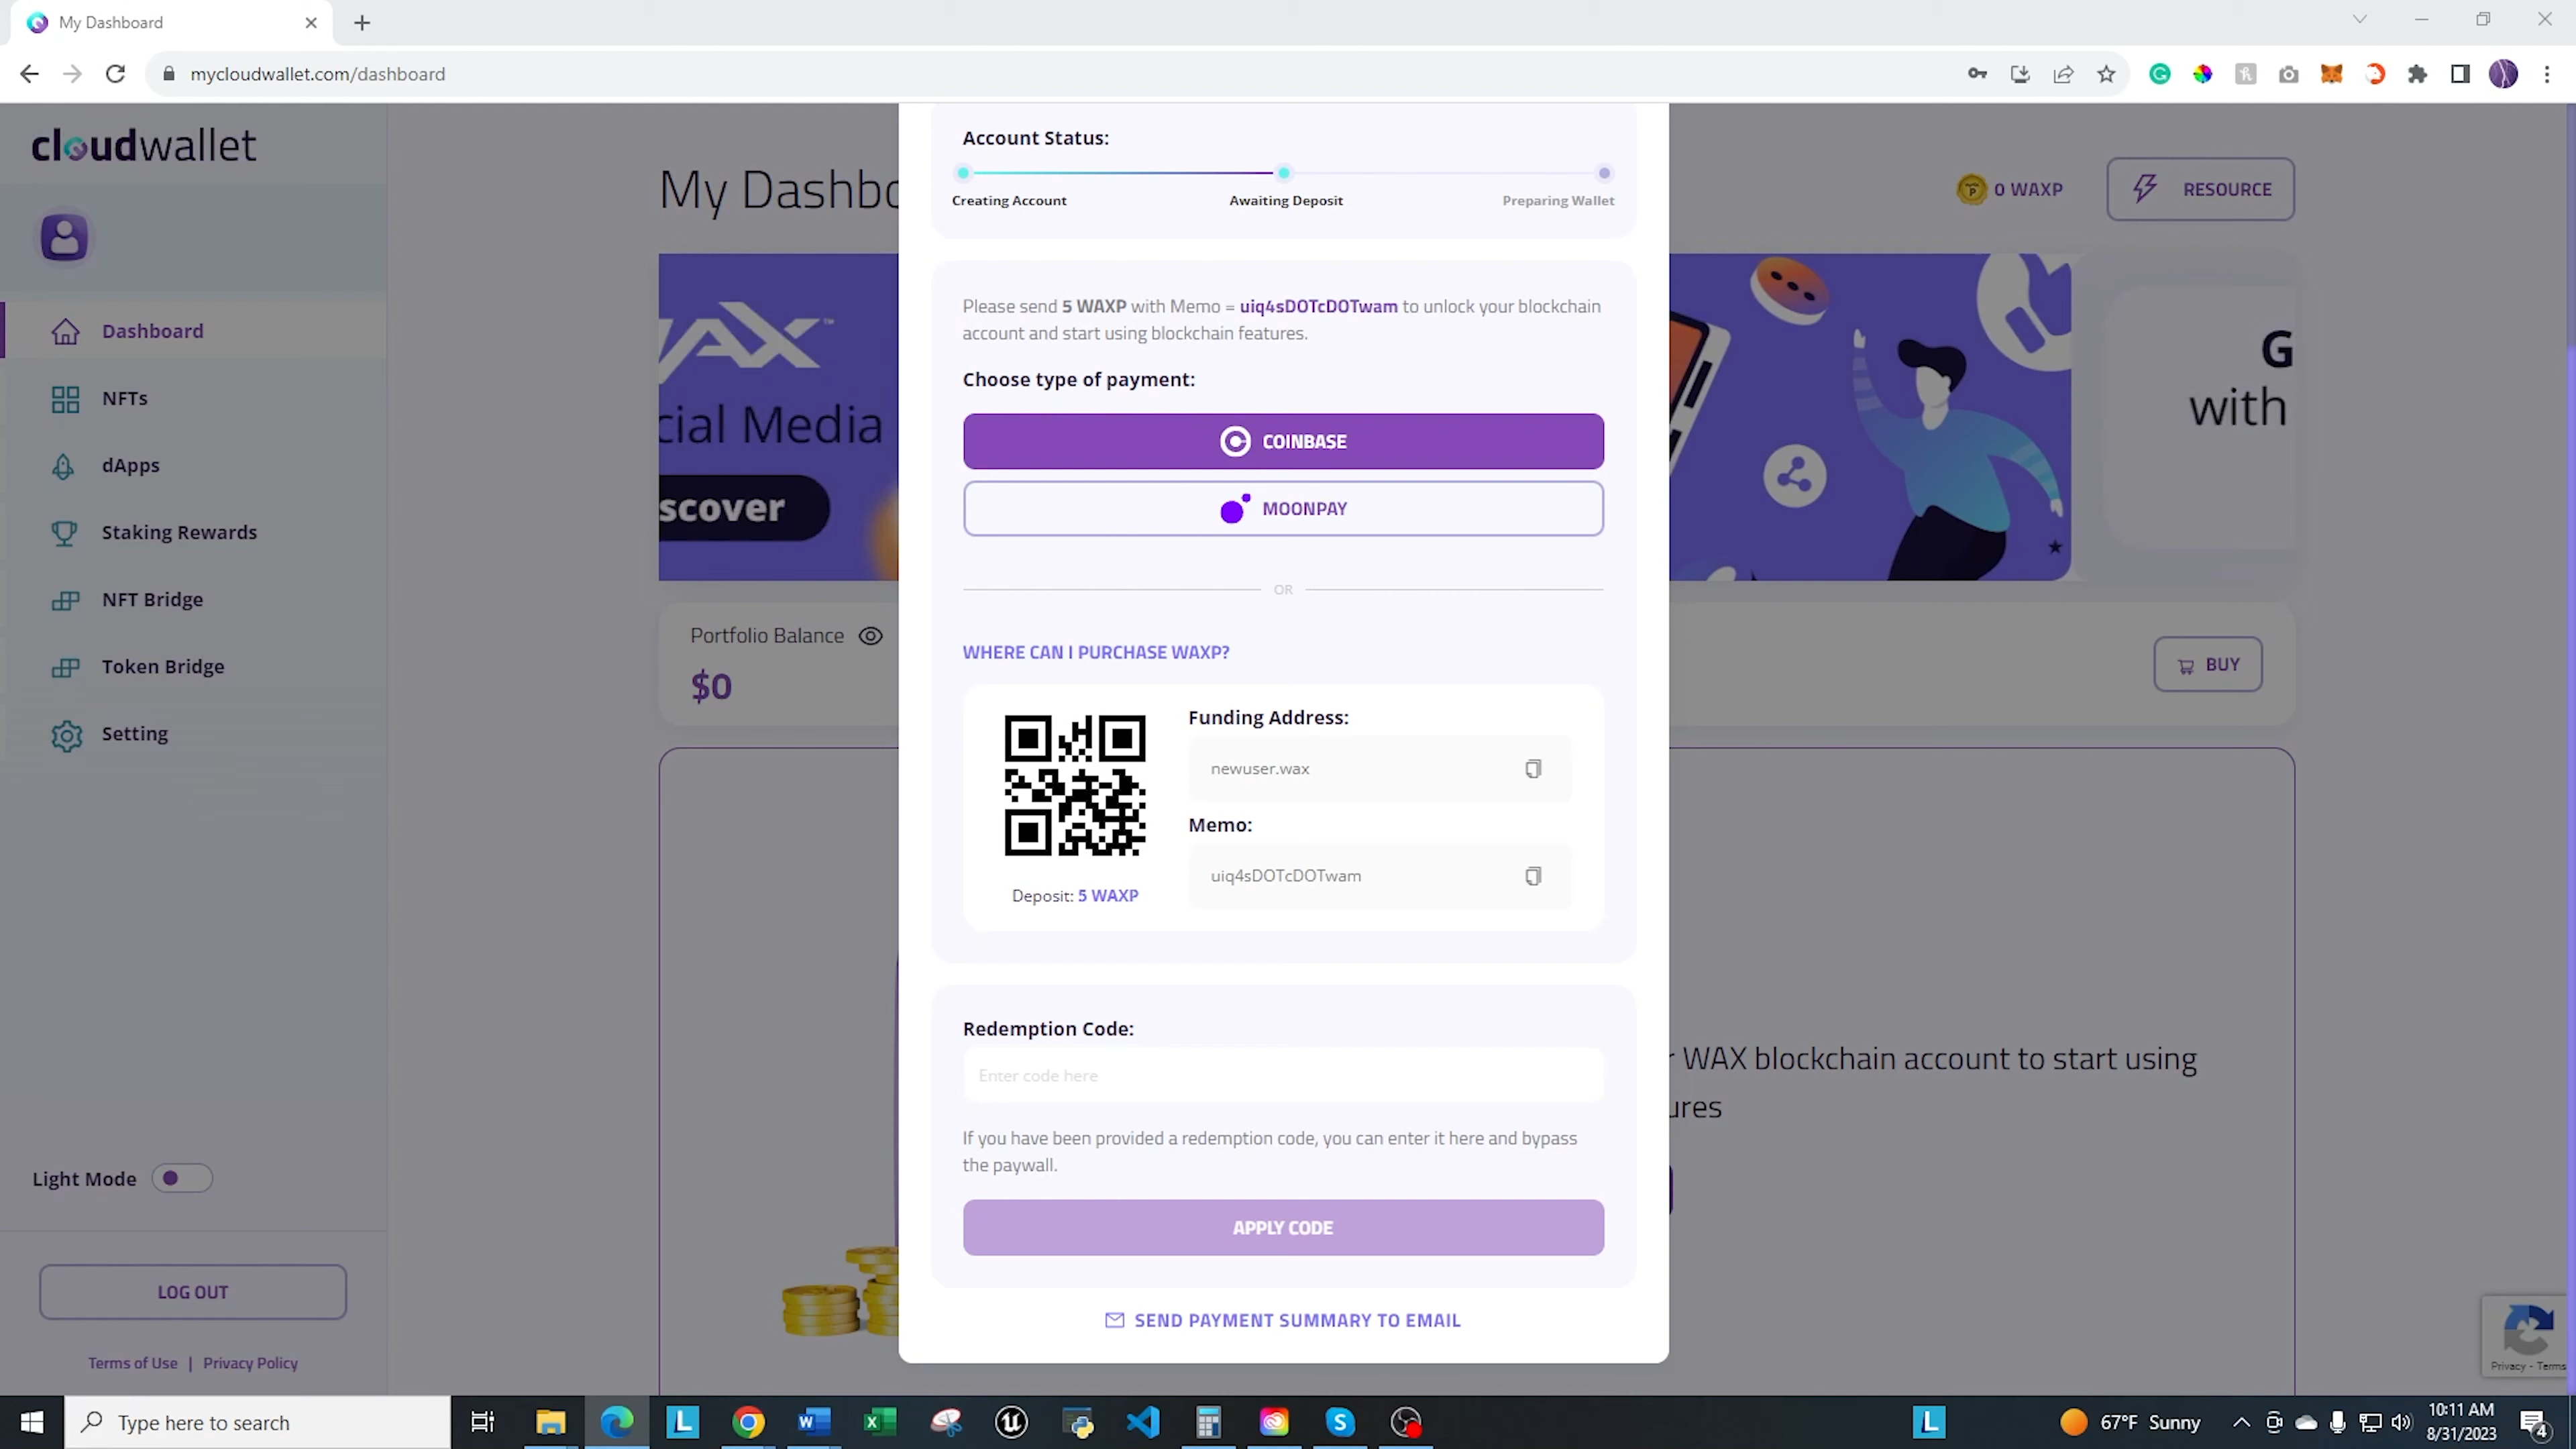 My Dashboard
mycloudwallet.com/dashboard
cloudwallet
Dashboard
NFTs
dApps
Staking Rewards
NFT Bridge
Token Bridge
Setting
Light Mode
LOG OUT
Terms of Use | Privacy Policy
My Dashbo
0 WAXP
RESOURCE
WAX™
cial Media
scover
G
with
Portfolio Balance
$0
BUY
r WAX blockchain account to start using
ures
Account Status:
Creating Account
Awaiting Deposit
Preparing Wallet
Please send 5 WAXP with Memo = uiq4sDOTcDOTwam to unlock your blockchain
account and start using blockchain features.
Choose type of payment:
COINBASE
MOONPAY
OR
WHERE CAN I PURCHASE WAXP?
Deposit: 5 WAXP
Funding Address:
newuser.wax
Memo:
uiq4sDOTcDOTwam
Redemption Code:
Enter code here
If you have been provided a redemption code, you can enter it here and bypass
the paywall.
APPLY CODE
SEND PAYMENT SUMMARY TO EMAIL
Privacy - Terms
Type here to search
67°F Sunny
10:11 AM
8/31/2023
4